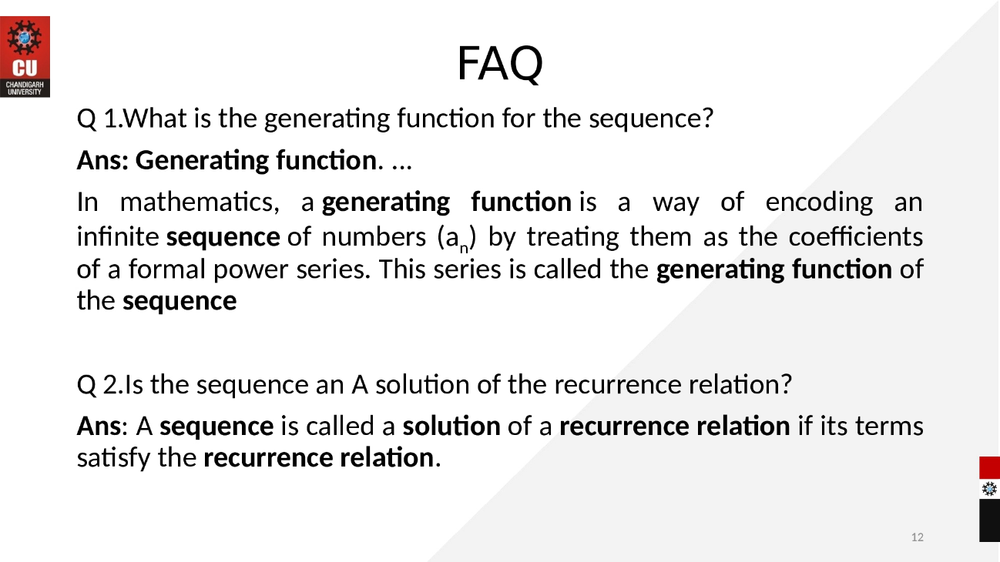 CU
CHANDIGARH
UNIVERSITY
FAQ
Q 1.What is the generating function for the sequence?
Ans: Generating function. ...
In mathematics, a generating function is a way of encoding an
infinite sequence of numbers (an) by treating them as the coefficients
of a formal power series. This series is called the generating function of
the sequence
Q 2.Is the sequence an A solution of the recurrence relation?
Ans: A sequence is called a solution of a recurrence relation if its terms
satisfy the recurrence relation.
12